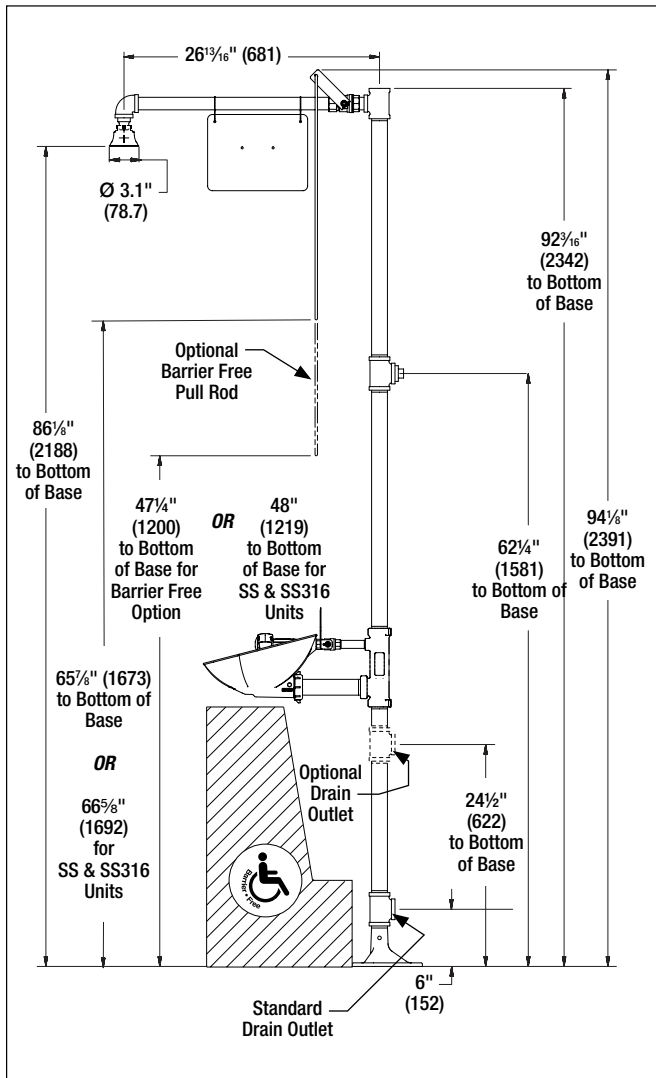 26¹³⁄₁₆" (681)
Ø 3.1"
(78.7)
92³⁄₁₆"
(2342)
to Bottom
of Base
Optional
Barrier Free
Pull Rod
86⅛"
(2188)
to Bottom
of Base
47¼"
(1200)
to Bottom
of Base for
Barrier Free
Option
OR
48"
(1219)
to Bottom
of Base for
SS & SS316
Units
62¼"
(1581)
to Bottom of
Base
94⅛"
(2391)
to Bottom
of Base
65⅞" (1673)
to Bottom of
Base
OR
66⅝"
(1692)
for
SS & SS316
Units
Optional
Drain
Outlet
24½"
(622)
to Bottom
of Base
Barrier • Free
6"
(152)
Standard
Drain Outlet